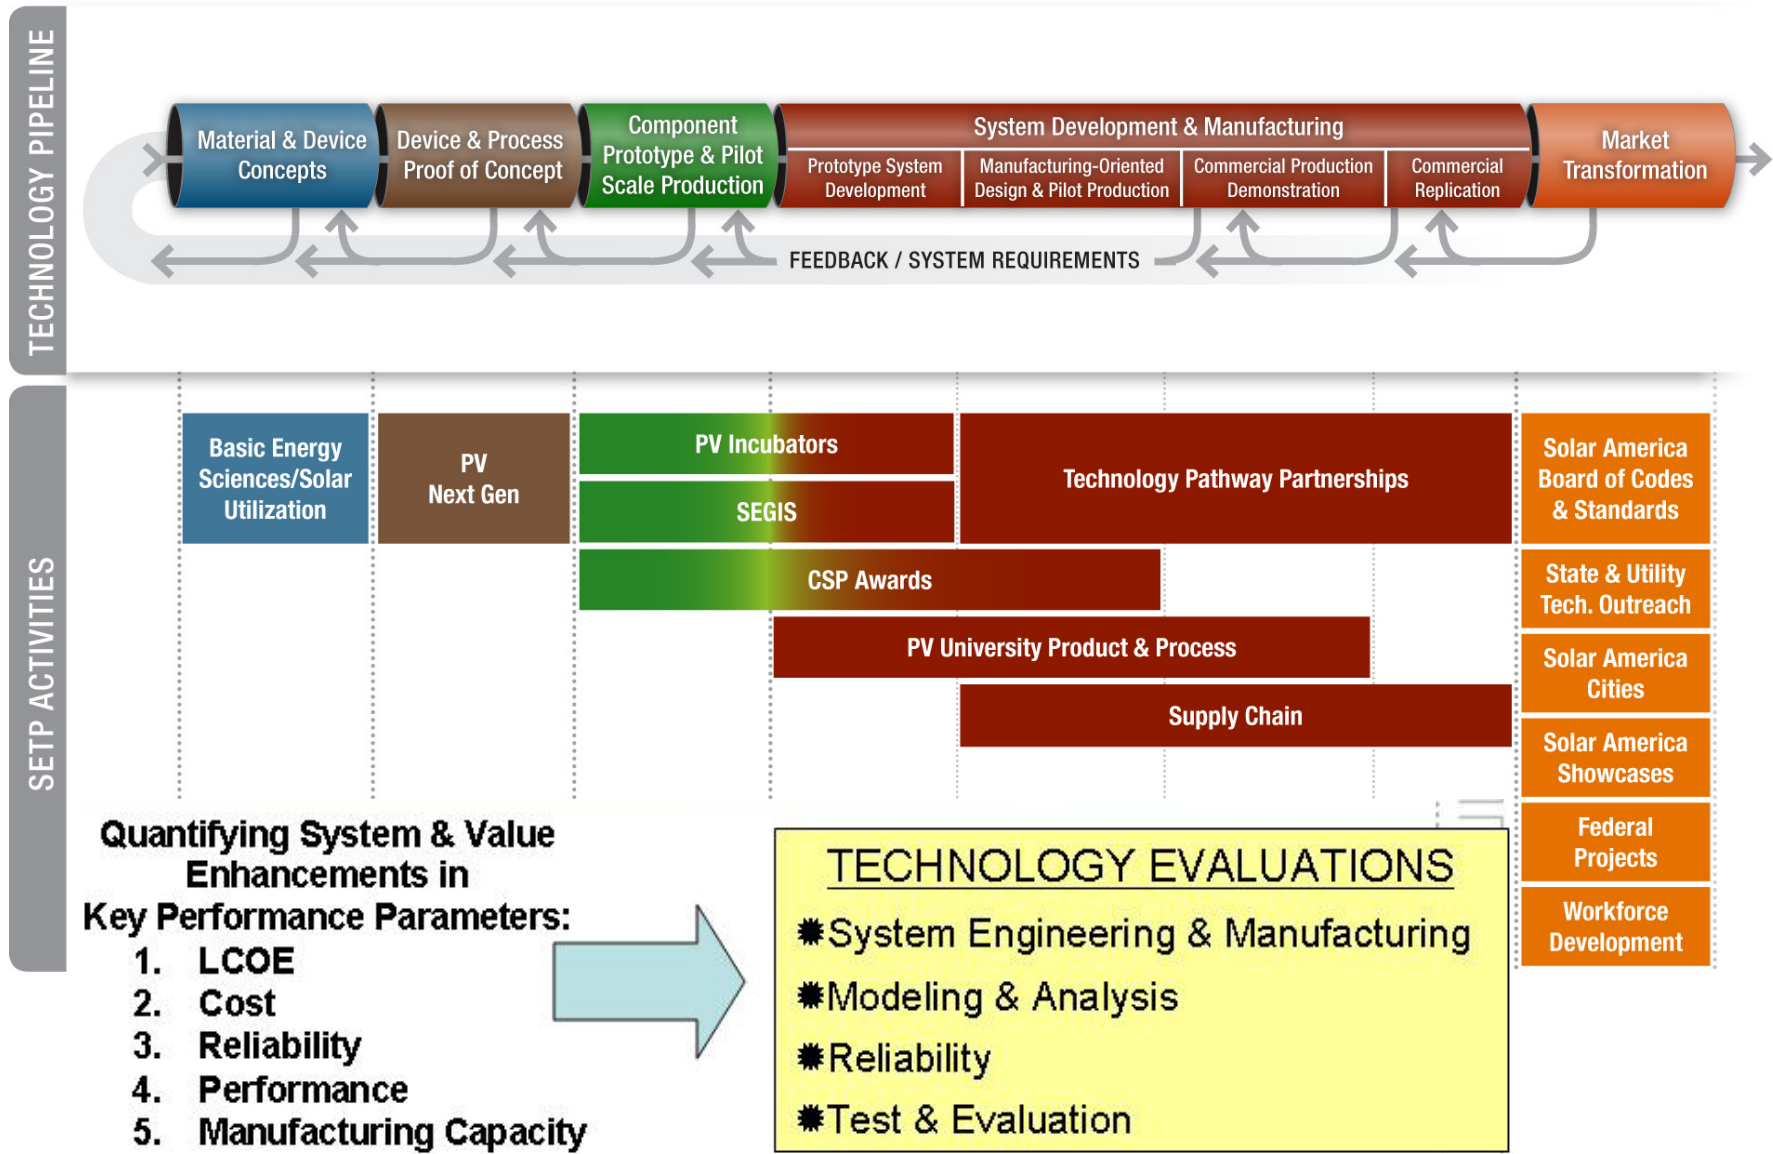 TECHNOLOGY PIPELINE
Material & Device
Concepts
Device & Process
Proof of Concept
Component
Prototype & Pilot
Scale Production
System Development & Manufacturing
Prototype System
Development
Manufacturing-Oriented
Design & Pilot Production
Commercial Production
Demonstration
Commercial
Replication
Market
Transformation
FEEDBACK / SYSTEM REQUIREMENTS
SETP ACTIVITIES
Basic Energy
Sciences/Solar
Utilization
PV
Next Gen
PV Incubators
SEGIS
CSP Awards
Technology Pathway Partnerships
PV University Product & Process
Supply Chain
Solar America
Board of Codes
& Standards
State & Utility
Tech. Outreach
Solar America
Cities
Solar America
Showcases
Federal
Projects
Workforce
Development
Quantifying System & Value
Enhancements in
Key Performance Parameters:
1. LCOE
2. Cost
3. Reliability
4. Performance
5. Manufacturing Capacity
TECHNOLOGY EVALUATIONS
System Engineering & Manufacturing
Modeling & Analysis
Reliability
Test & Evaluation